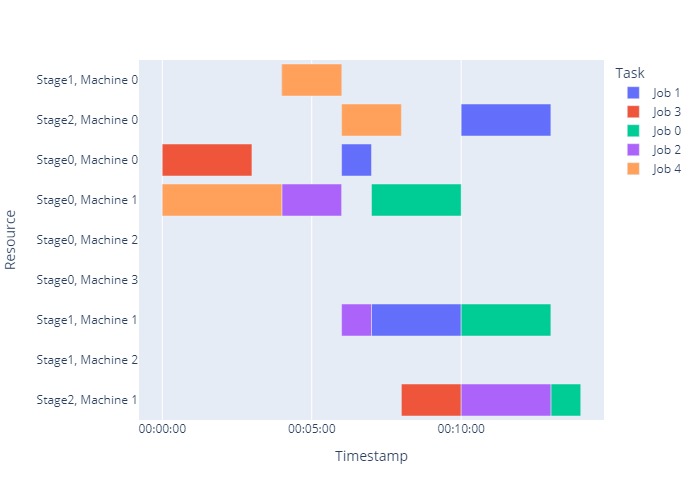 Task
Job 1
Job 3
Job 0
Job 2
Job 4
Resource
Stage1, Machine 0
Stage2, Machine 0
Stage0, Machine 0
Stage0, Machine 1
Stage0, Machine 2
Stage0, Machine 3
Stage1, Machine 1
Stage1, Machine 2
Stage2, Machine 1
00:00:00
00:05:00
00:10:00
Timestamp